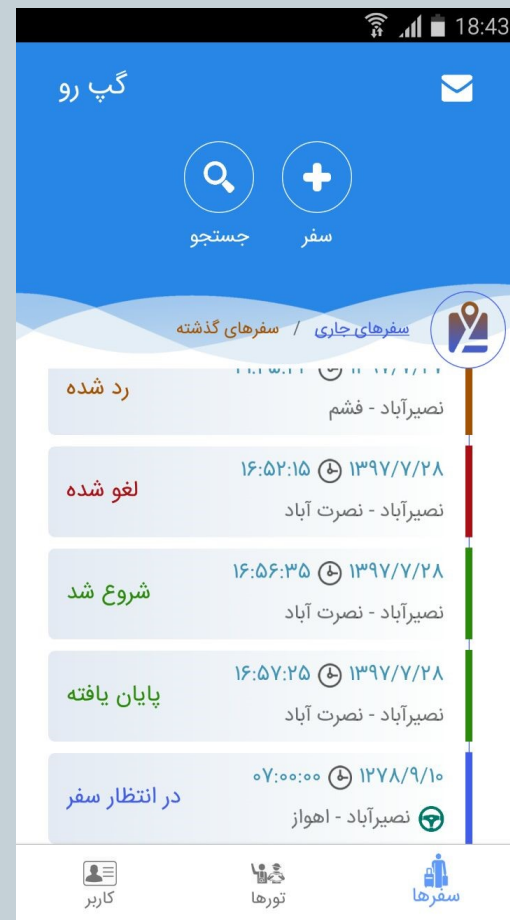 18:43
گپ رو
سفر
جستجو
سفرهای جاری / سفرهای گذشته
رد شده
نصیرآباد - فشم
۱۳۹۷/۷/۲۸ ۱۶:۵۲:۱۵
لغو شده
نصیرآباد - نصرت آباد
۱۳۹۷/۷/۲۸ ۱۶:۵۶:۳۵
شروع شد
نصیرآباد - نصرت آباد
۱۳۹۷/۷/۲۸ ۱۶:۵۷:۲۵
پایان یافته
نصیرآباد - نصرت آباد
۱۲۷۸/۹/۱۰ ۰۷:۰۰:۰۰
در انتظار سفر
نصیرآباد - اهواز
سفرها
تورها
کاربر